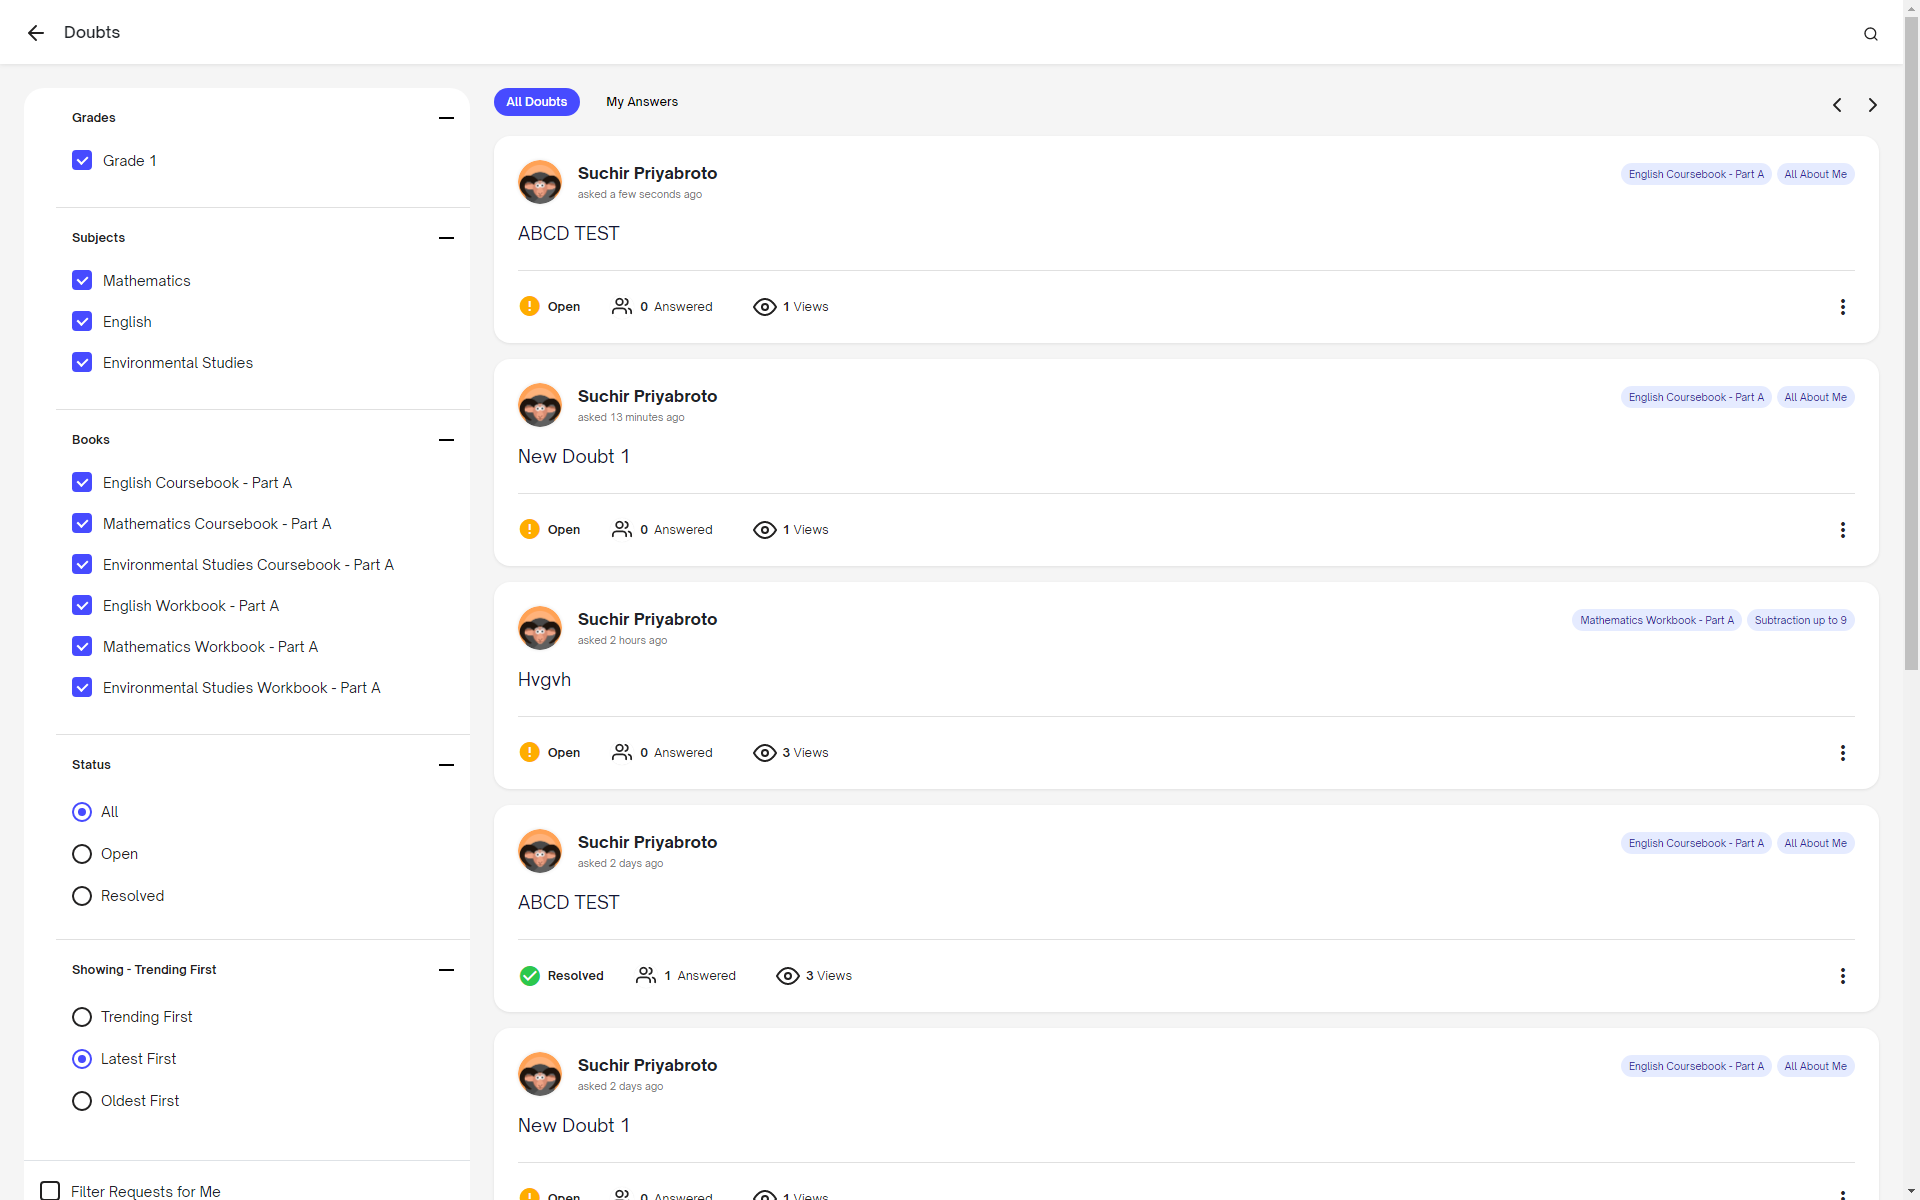 Doubts
Grades
Grade 1
Subjects
Mathematics
English
Environmental Studies
Books
English Coursebook - Part A
Mathematics Coursebook - Part A
Environmental Studies Coursebook - Part A
English Workbook - Part A
Mathematics Workbook - Part A
Environmental Studies Workbook - Part A
Status
All
Open
Resolved
Showing - Trending First
Trending First
Latest First
Oldest First
Filter Requests for Me
All Doubts My Answers
Suchir Priyabroto English Coursebook - Part A All About Me
asked a few seconds ago
ABCD TEST
Open 0 Answered 1 Views
Suchir Priyabroto English Coursebook - Part A All About Me
asked 13 minutes ago
New Doubt 1
Open 0 Answered 1 Views
Suchir Priyabroto Mathematics Workbook - Part A Subtraction up to 9
asked 2 hours ago
Hvgvh
Open 0 Answered 3 Views
Suchir Priyabroto English Coursebook - Part A All About Me
asked 2 days ago
ABCD TEST
Resolved 1 Answered 3 Views
Suchir Priyabroto English Coursebook - Part A All About Me
asked 2 days ago
New Doubt 1
Open 0 Answered 1 Views